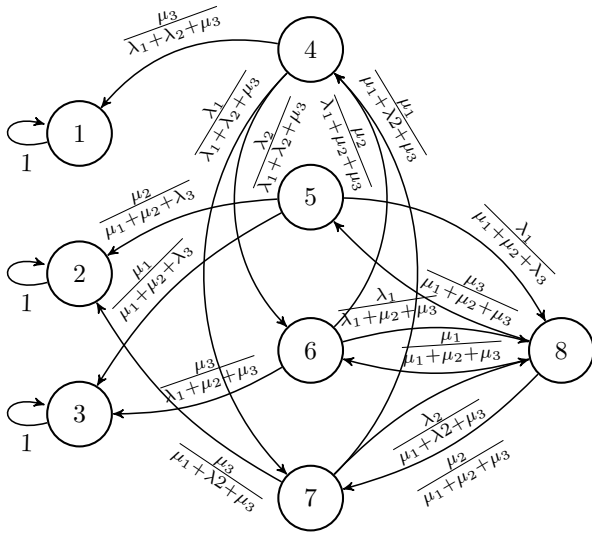 μ₃/(λ₁+λ₂+μ₃)
4
λ₁/(λ₁+λ₂+μ₃)
λ₂/(λ₁+λ₂+μ₃)
μ₂/(λ₁+μ₂+μ₃)
μ₁/(μ₁+λ2+μ₃)
1
1
μ₂/(μ₁+μ₂+λ₃)
5
λ₁/(μ₁+μ₂+λ₃)
2
1
μ₁/(μ₁+μ₂+λ₃)
μ₃/(μ₁+μ₂+μ₃)
λ₁/(λ₁+μ₂+μ₃)
6
μ₁/(μ₁+μ₂+μ₃)
8
μ₃/(λ₁+μ₂+μ₃)
3
1
λ₂/(μ₁+λ2+μ₃)
μ₃/(μ₁+λ2+μ₃)
μ₂/(μ₁+μ₂+μ₃)
7